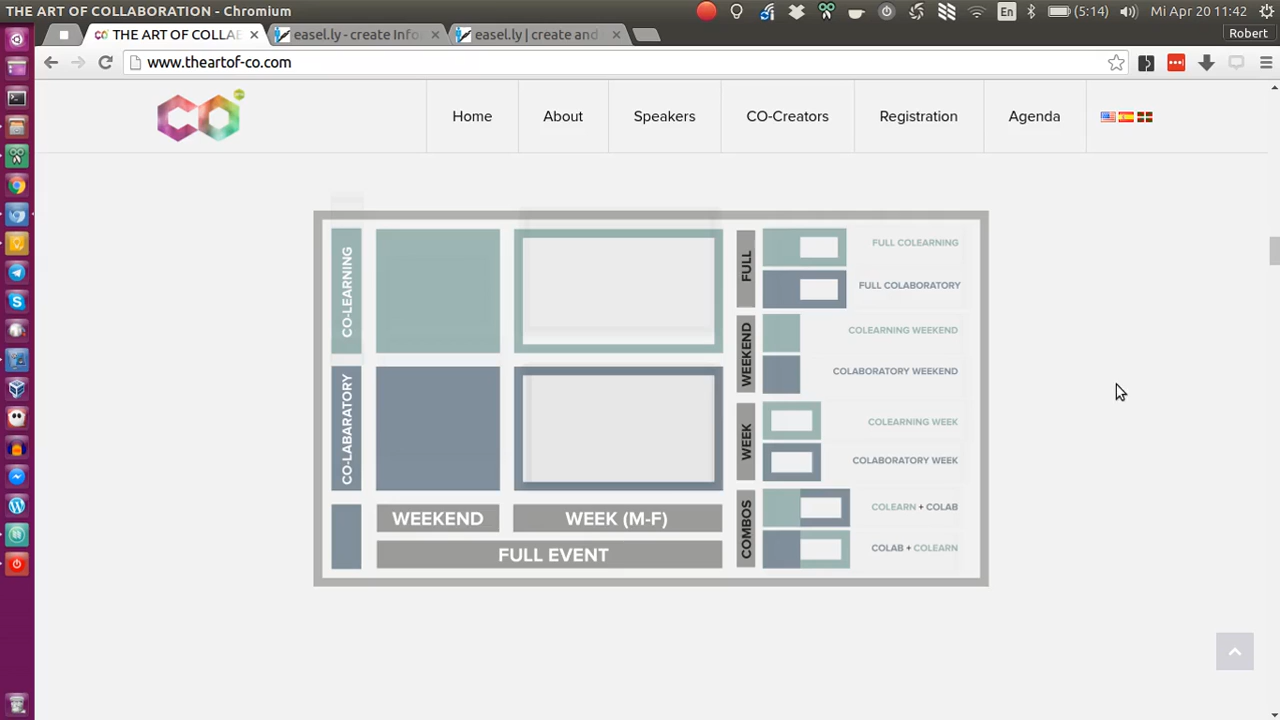 THE ART OF COLLABORATION - Chromium
En
(5:14)
Mi Apr 20 11:42
THE ART OF COLLA
easel.ly - create Info
easel.ly | create and
Robert
www.theartof-co.com
CO
Home
About
Speakers
CO-Creators
Registration
Agenda
CO-LEARNING
CO-LABARATORY
WEEKEND
WEEK (M-F)
FULL EVENT
FULL
FULL COLEARNING
FULL COLABORATORY
WEEKEND
COLEARNING WEEKEND
COLABORATORY WEEKEND
WEEK
COLEARNING WEEK
COLABORATORY WEEK
COMBOS
COLEARN + COLAB
COLAB + COLEARN